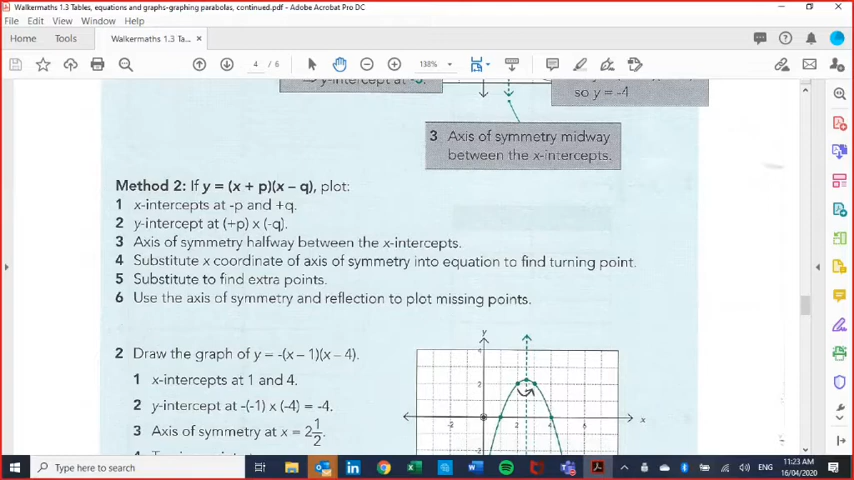 Walkermaths 1.3 Tables, equations and graphs-graphing parabolas, continued.pdf - Adobe Acrobat Pro DC
File Edit View Window Help
Home Tools Walkermaths 1.3 Ta... ×
4 / 6 138%
y-intercept at -5.
so y = -4
3 Axis of symmetry midway
between the x-intercepts.
Method 2: If y = (x + p)(x – q), plot:
1 x-intercepts at -p and +q.
2 y-intercept at (+p) x (-q).
3 Axis of symmetry halfway between the x-intercepts.
4 Substitute x coordinate of axis of symmetry into equation to find turning point.
5 Substitute to find extra points.
6 Use the axis of symmetry and reflection to plot missing points.
2 Draw the graph of y = -(x – 1)(x – 4).
1 x-intercepts at 1 and 4.
2 y-intercept at -(-1) x (-4) = -4.
3 Axis of symmetry at x = 2 1/2.
y
4
2
-2 2 4 6 x
Type here to search
ENG
11:23 AM
16/04/2020